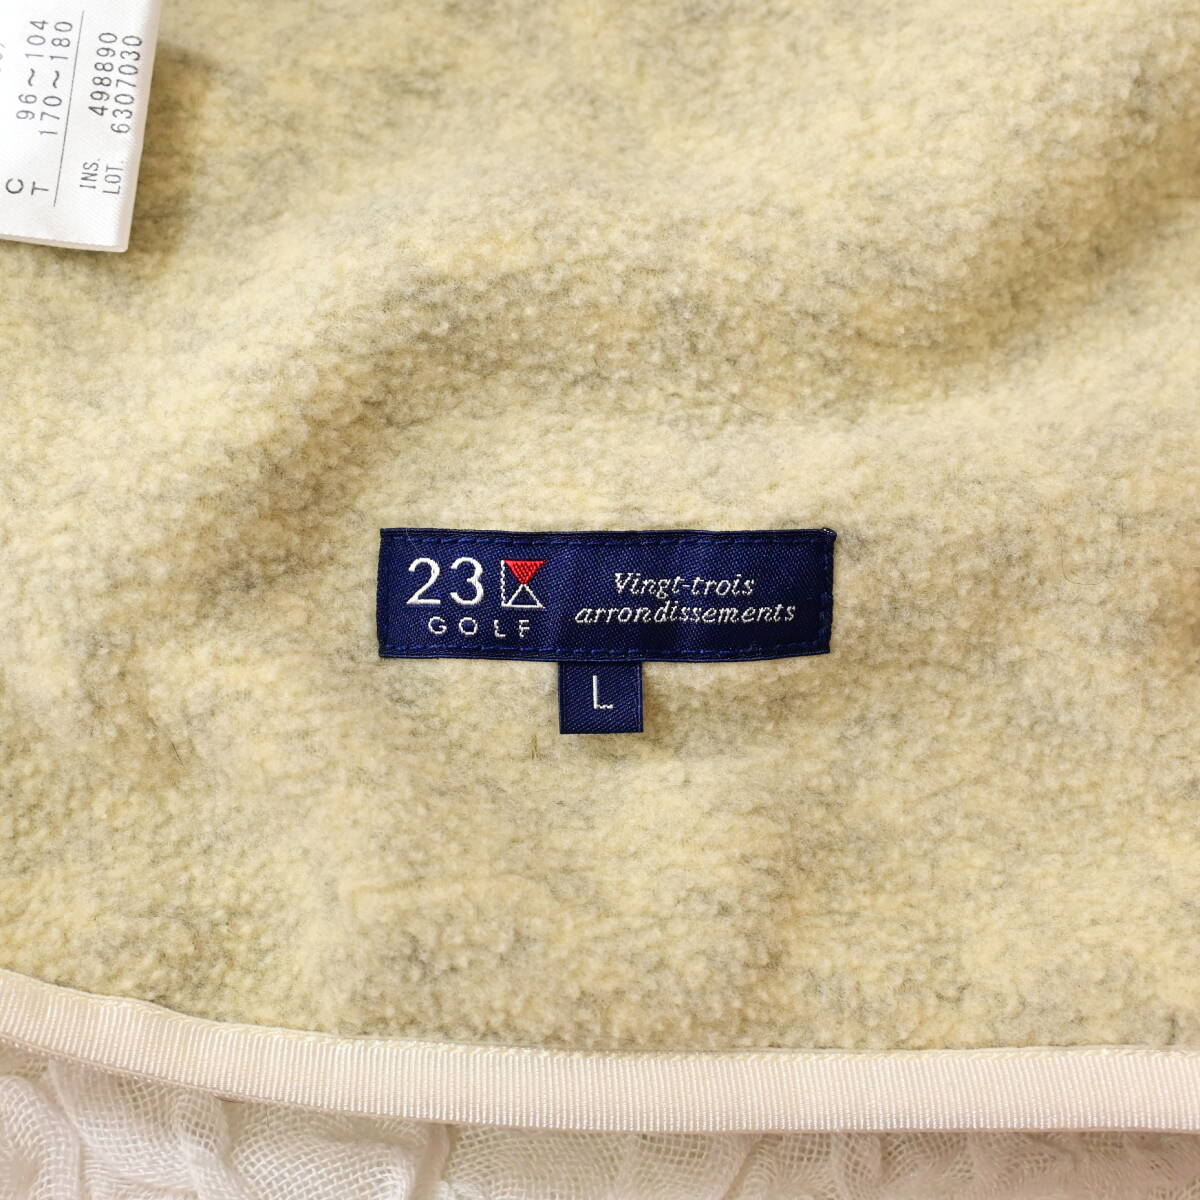 C 96~104
T 170~180
INS. 498890
LOT. 6307030
23
GOLF
Vingt-trois
arrondissements
L